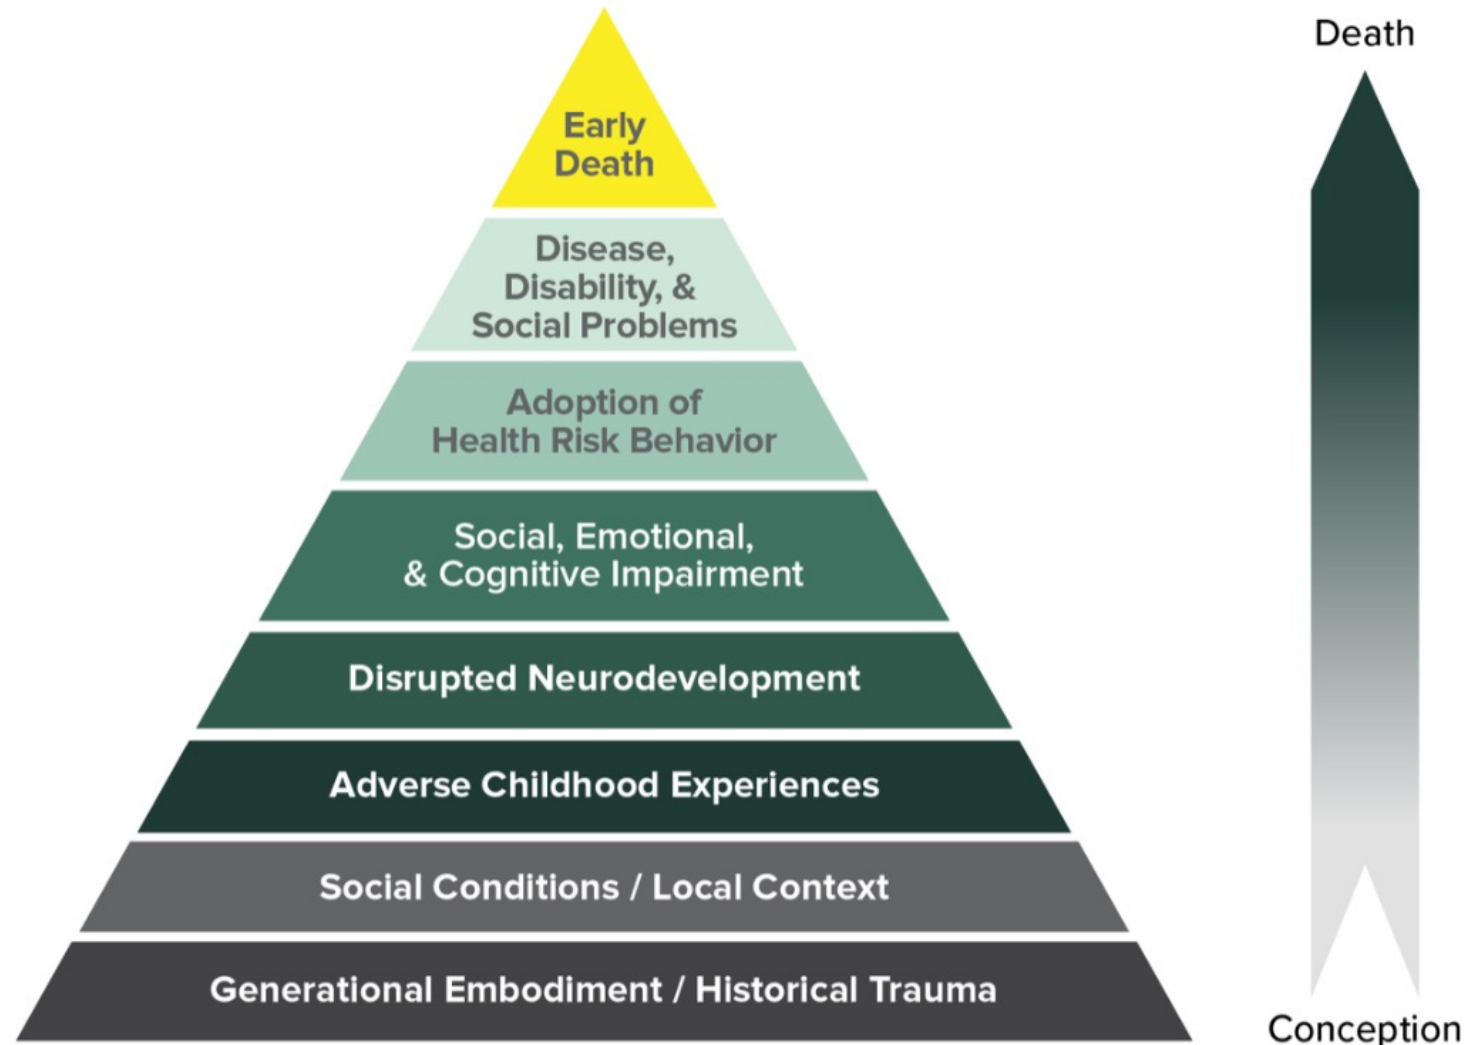 Death
Early
Death
Disease,
Disability, &
Social Problems
Adoption of
Health Risk Behavior
Social, Emotional,
& Cognitive Impairment
Disrupted Neurodevelopment
Adverse Childhood Experiences
Social Conditions / Local Context
Generational Embodiment / Historical Trauma
Conception